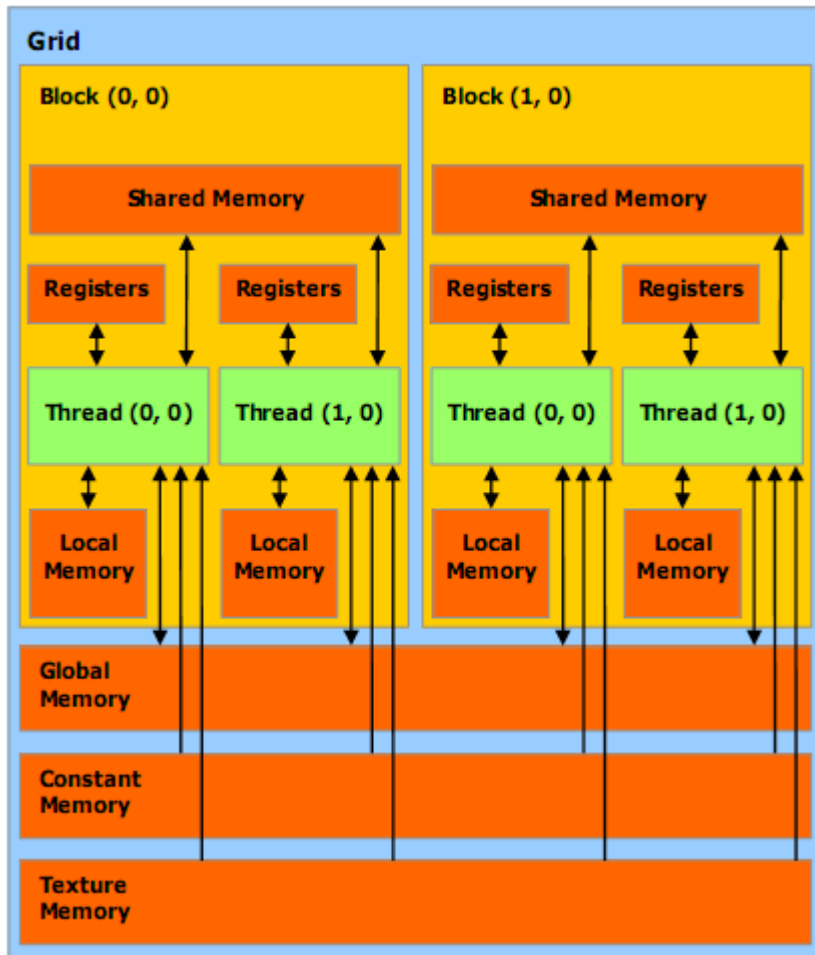 Grid
Block (0, 0)
Block (1, 0)
Shared Memory
Shared Memory
Registers
Registers
Registers
Registers
Thread (0, 0)
Thread (1, 0)
Thread (0, 0)
Thread (1, 0)
Local
Memory
Local
Memory
Local
Memory
Local
Memory
Global
Memory
Constant
Memory
Texture
Memory